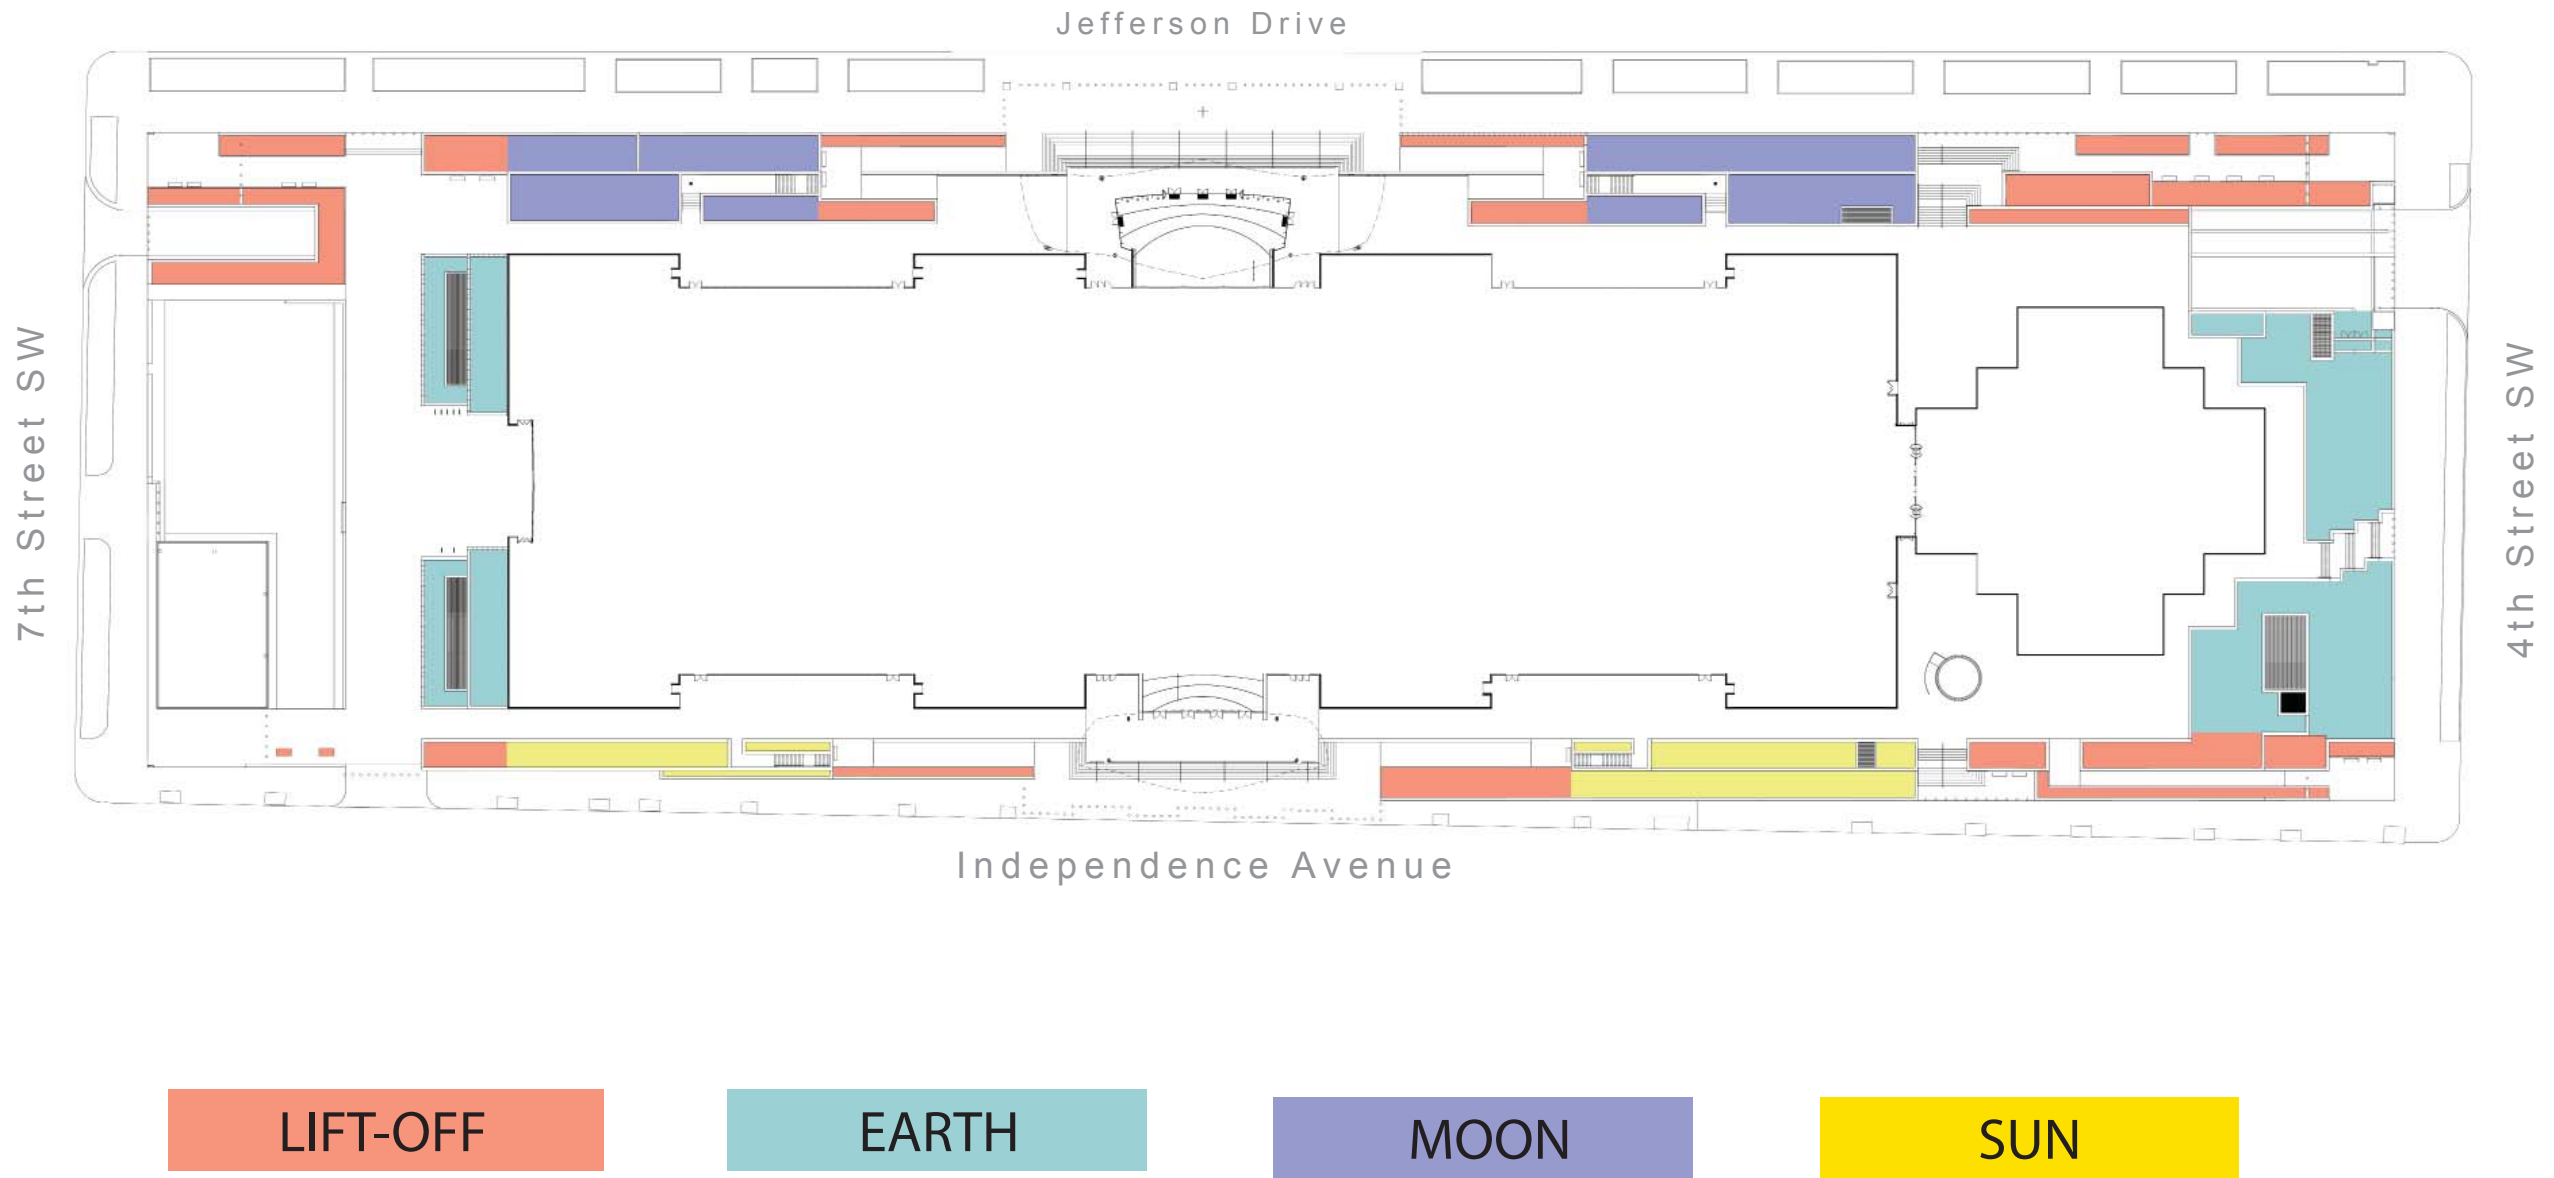 Jefferson Drive
7th Street SW
4th Street SW
Independence Avenue
LIFT-OFF
EARTH
MOON
SUN